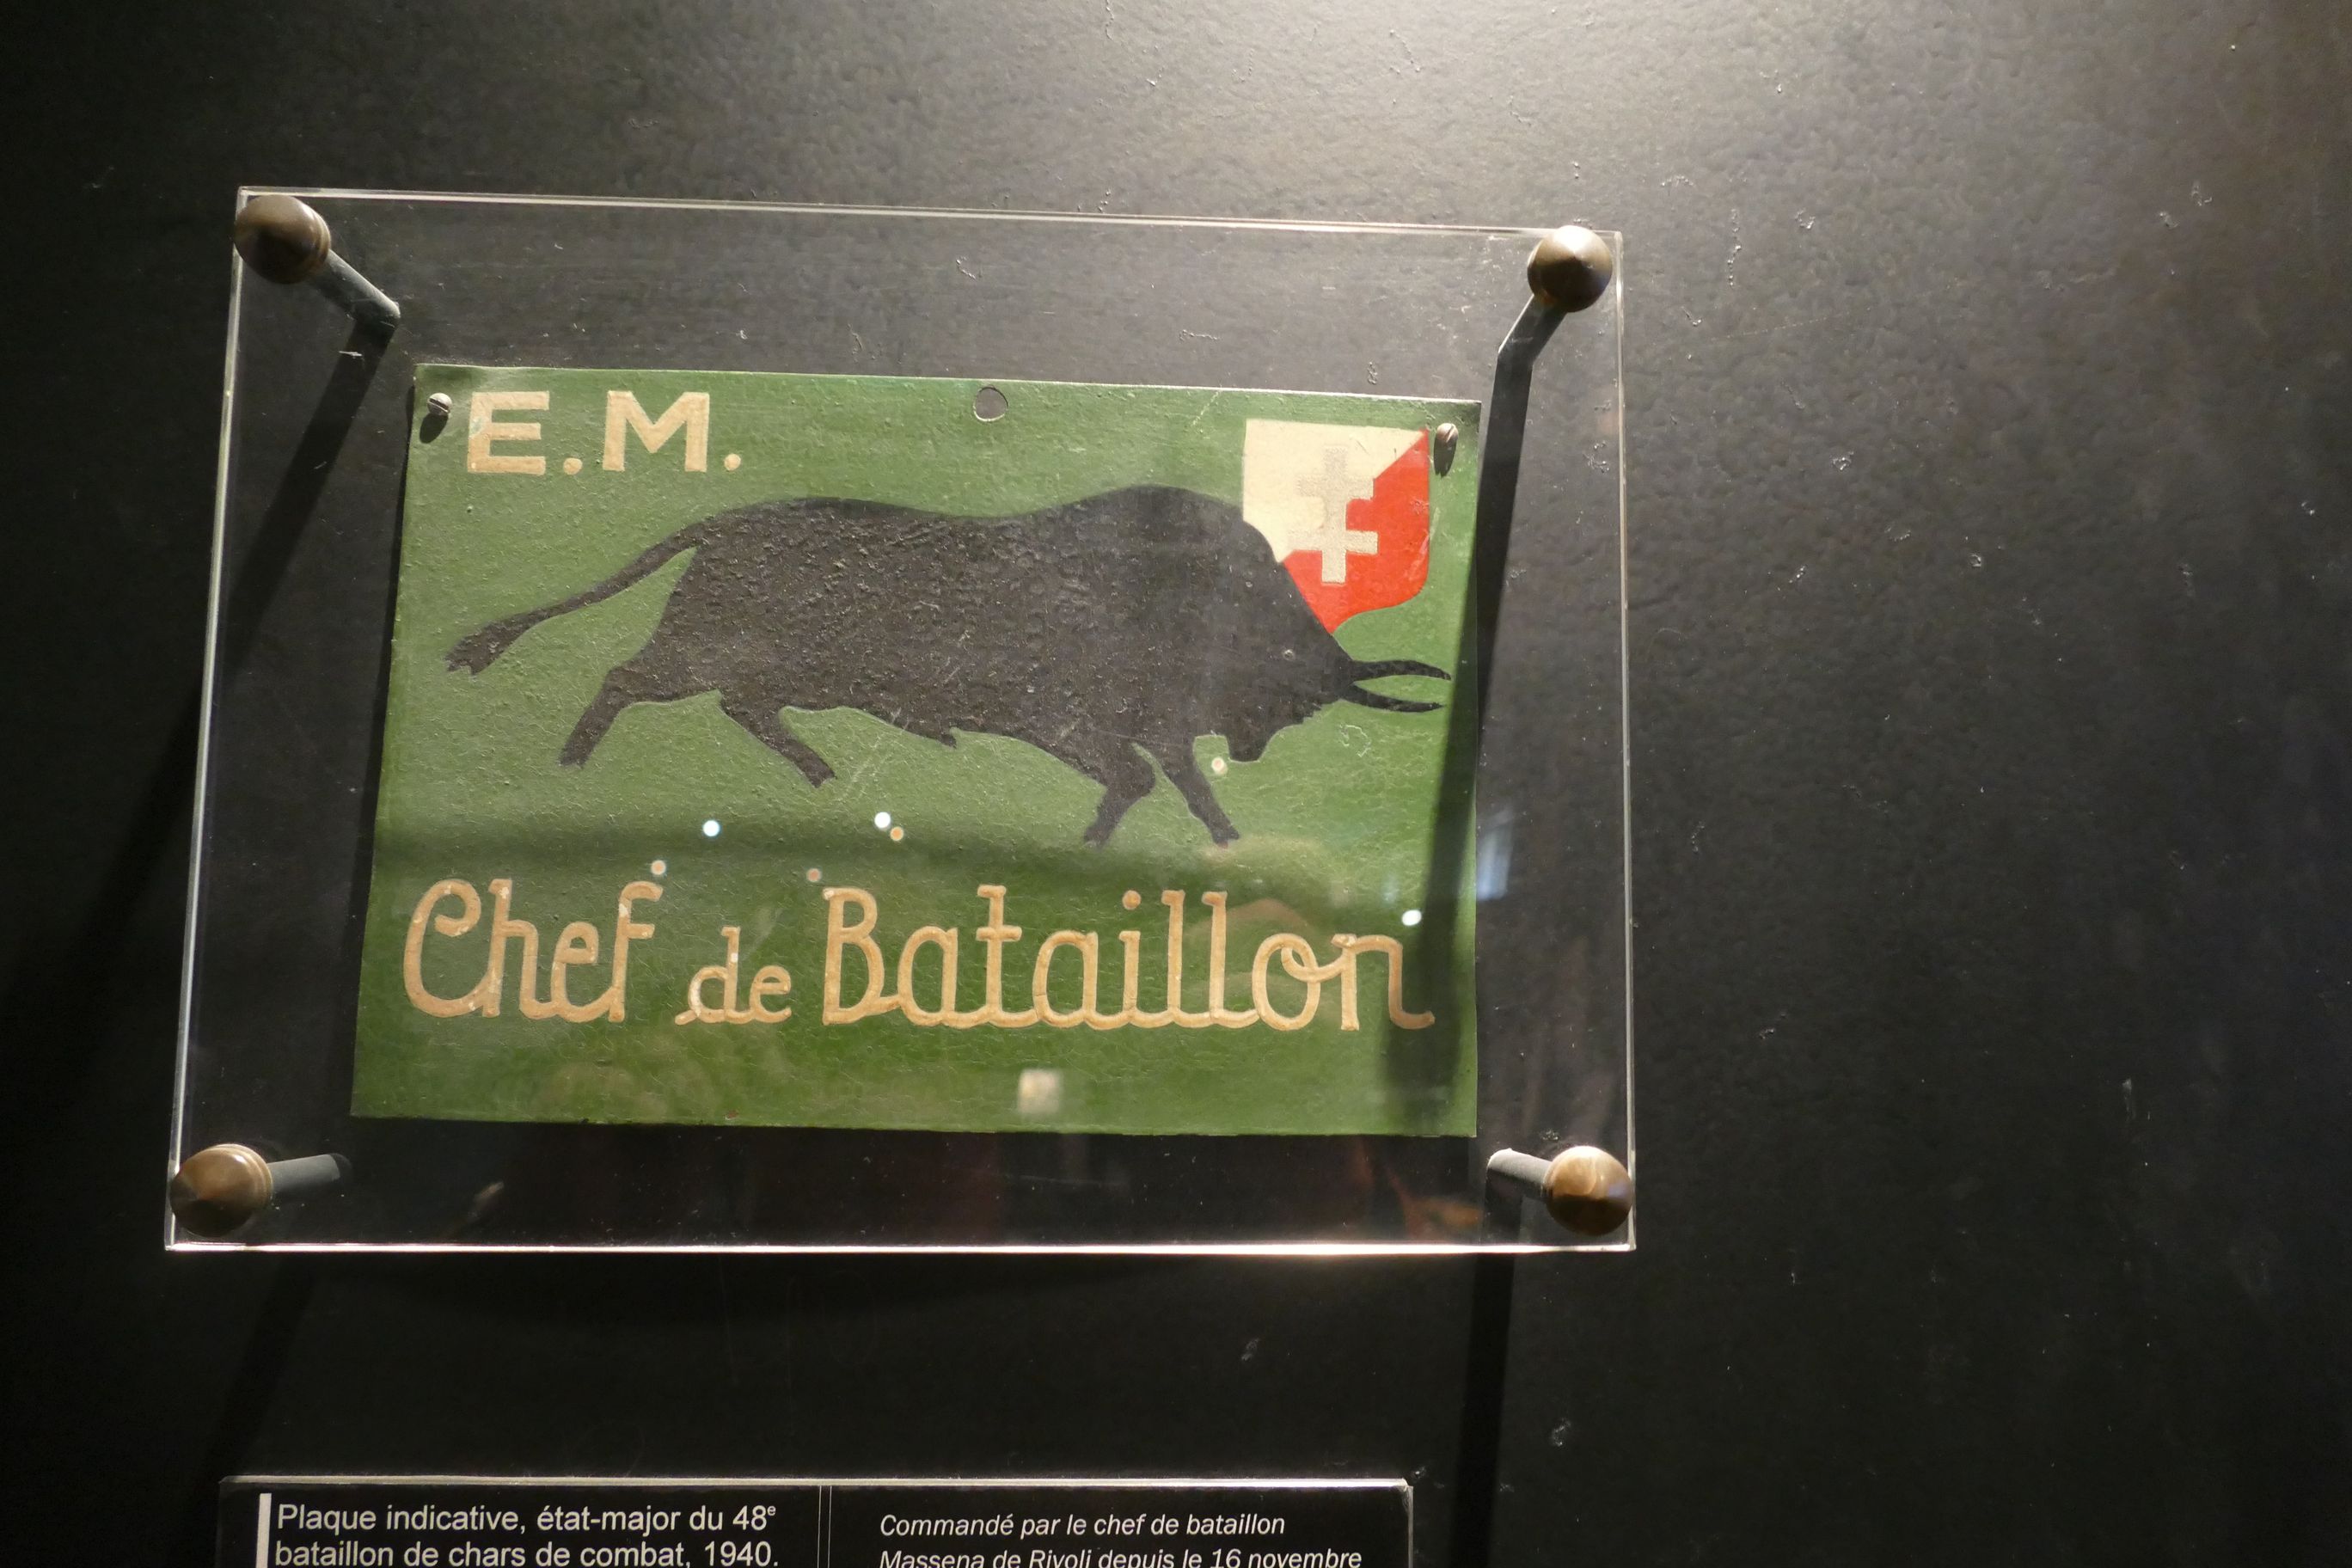 E.M.
Chef de Bataillon
Plaque indicative, état-major du 48e
bataillon de chars de combat, 1940.
Commandé par le chef de bataillon
Massena de Rivoli depuis le 16 novembre